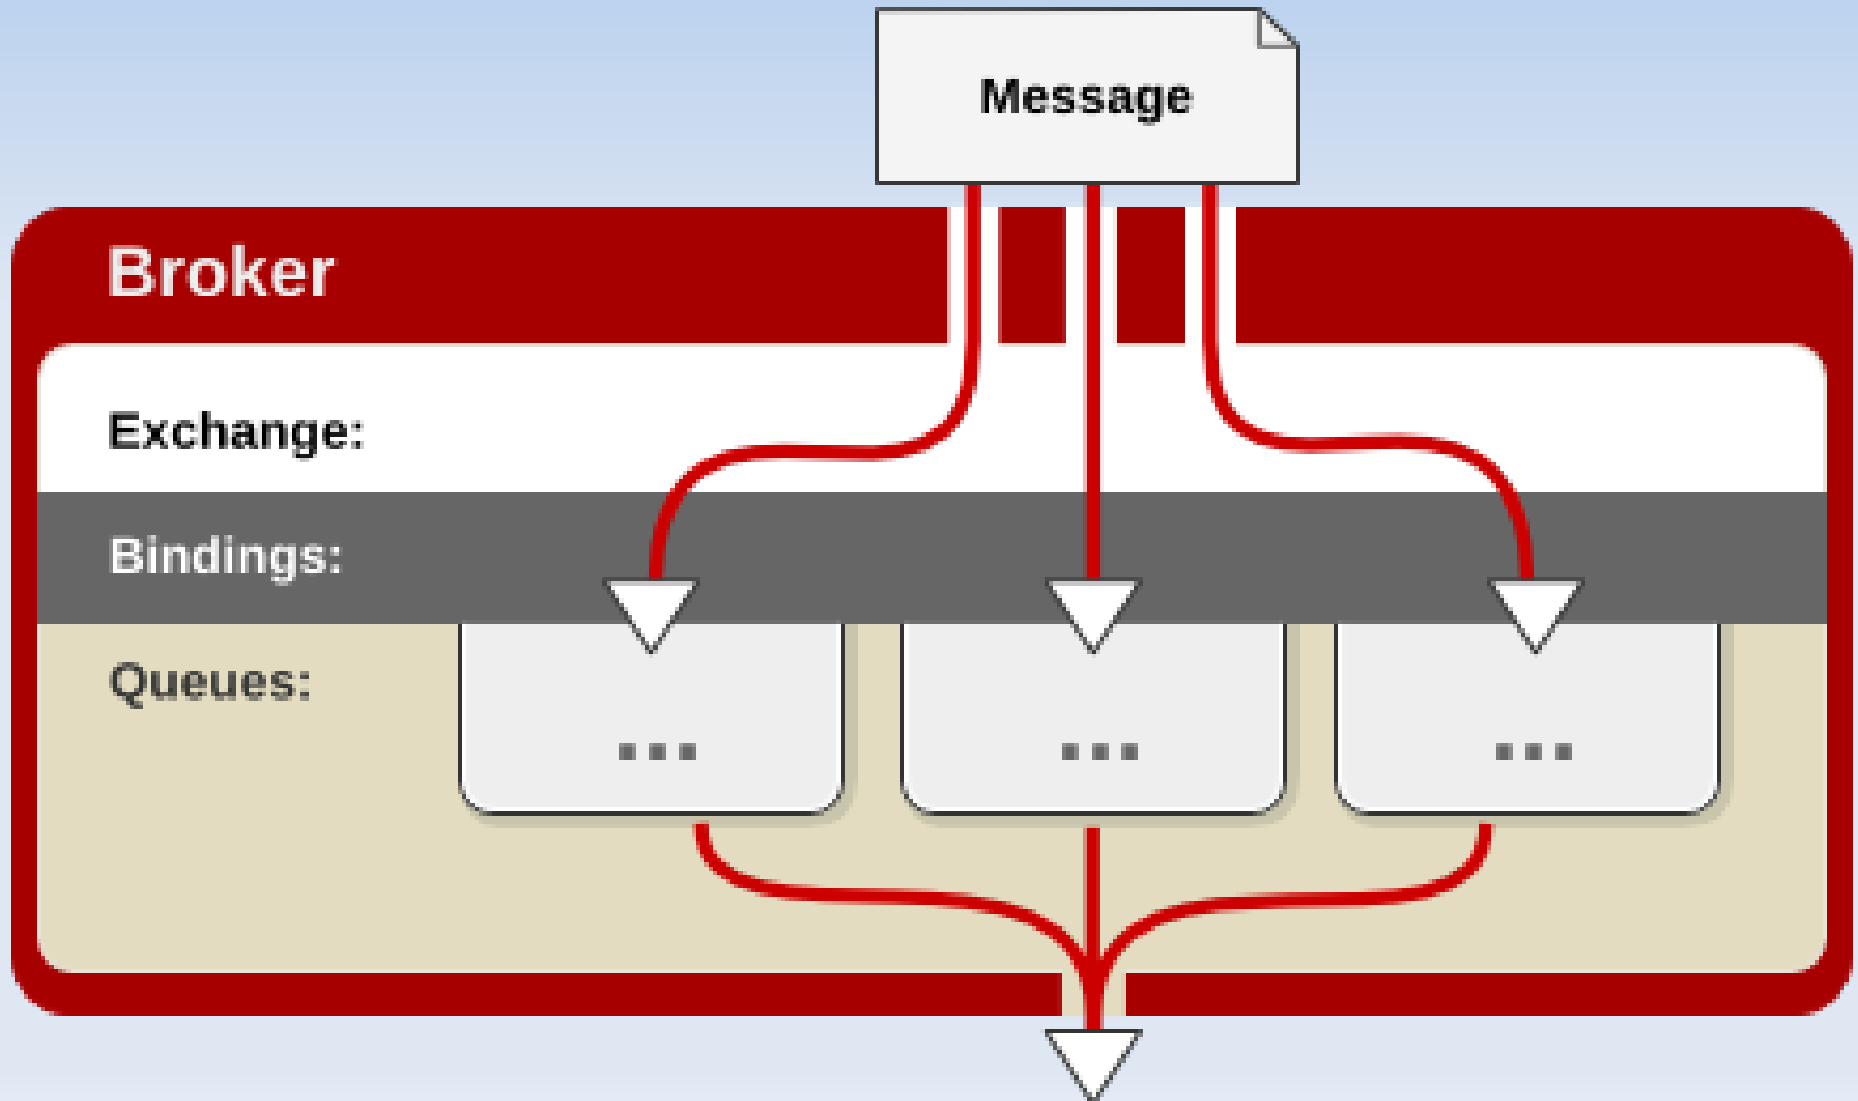 Message
Broker
Exchange:
Bindings:
Queues:
...
...
...